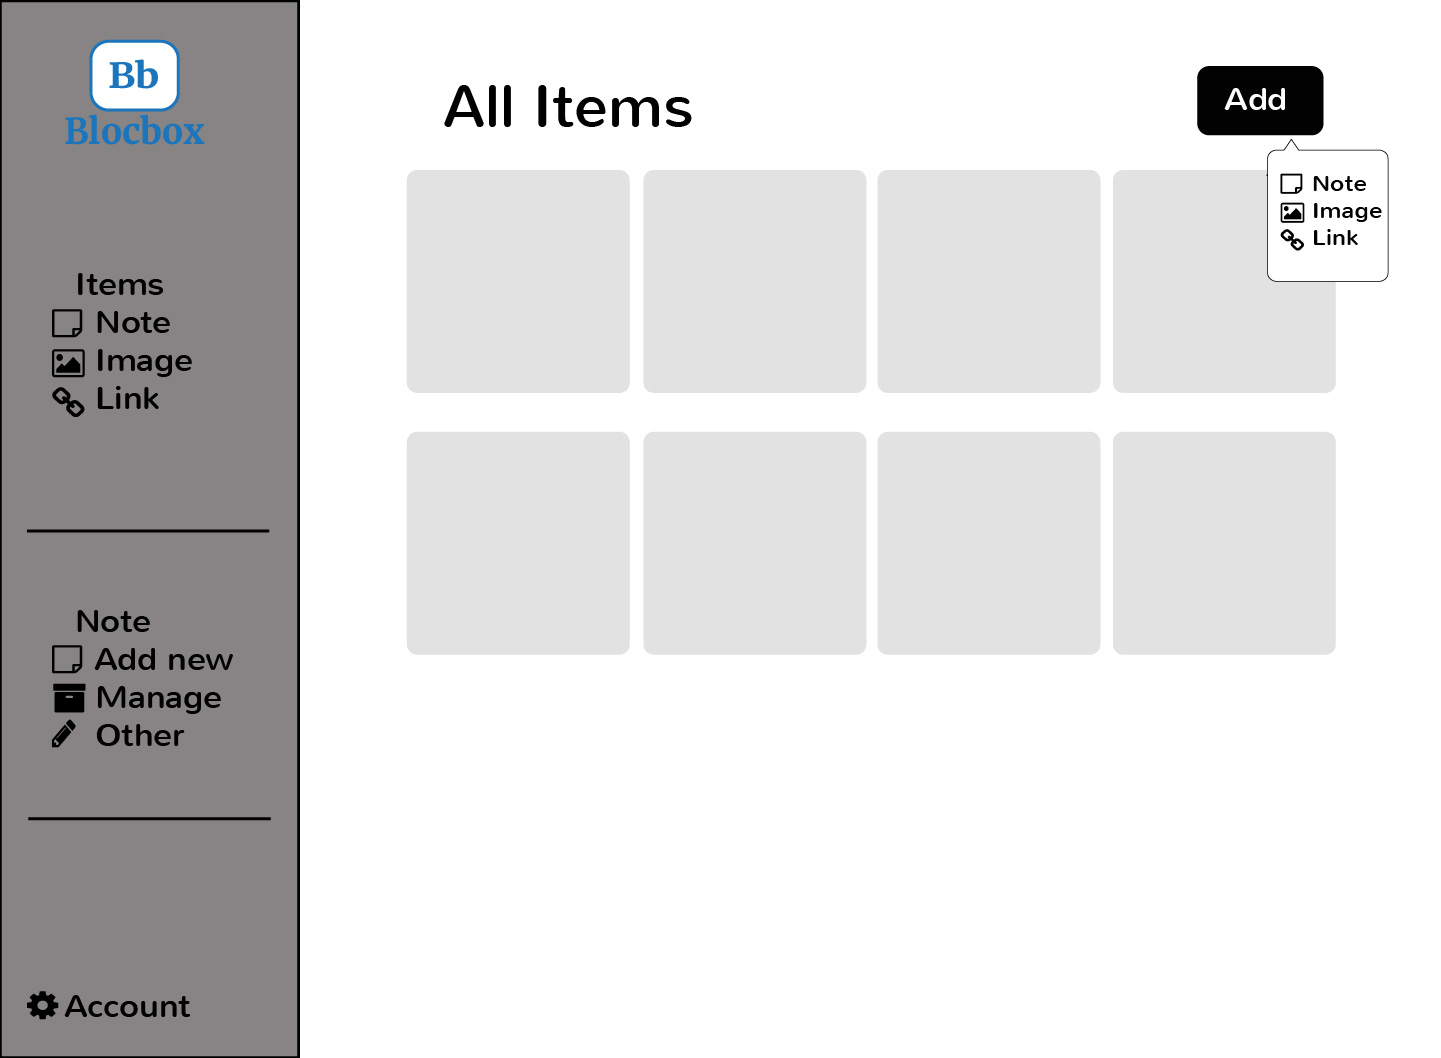 Bb
Blocbox
Items
Note
Image
Link
Note
Add new
Manage
Other
Account
All Items
Add
Note
Image
Link